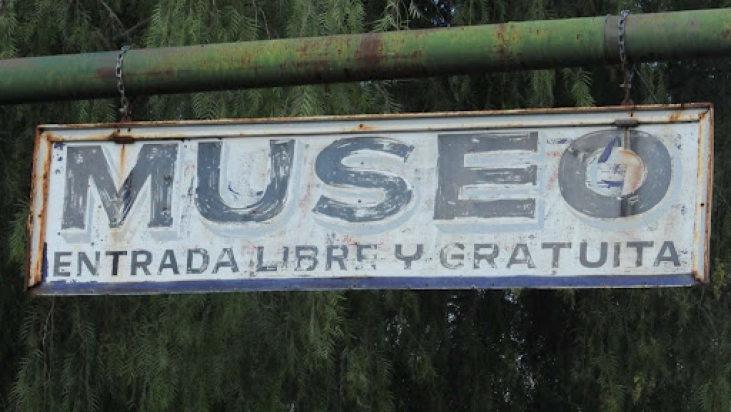 MUSEO
ENTRADA LIBRE Y GRATUITA